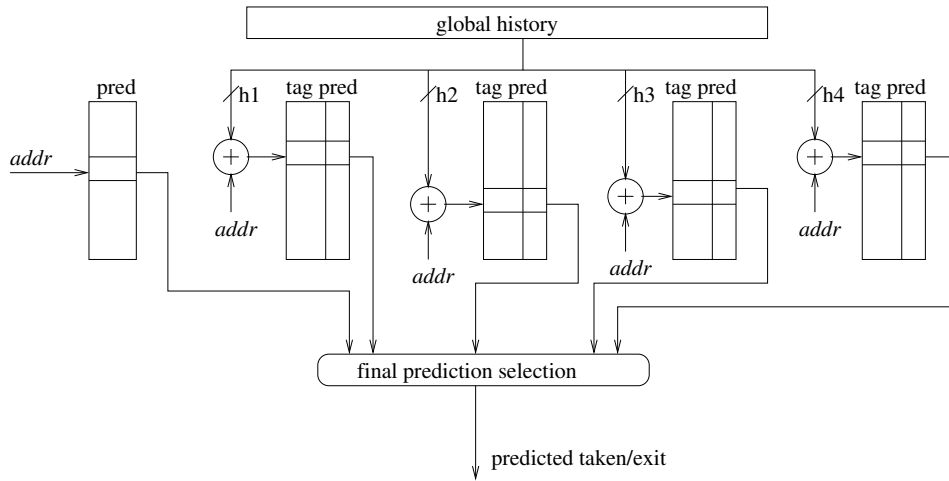 global history
pred
h1
tag pred
h2
tag pred
h3
tag pred
h4
tag pred
addr
+
+
+
+
addr
addr
addr
addr
final prediction selection
predicted taken/exit